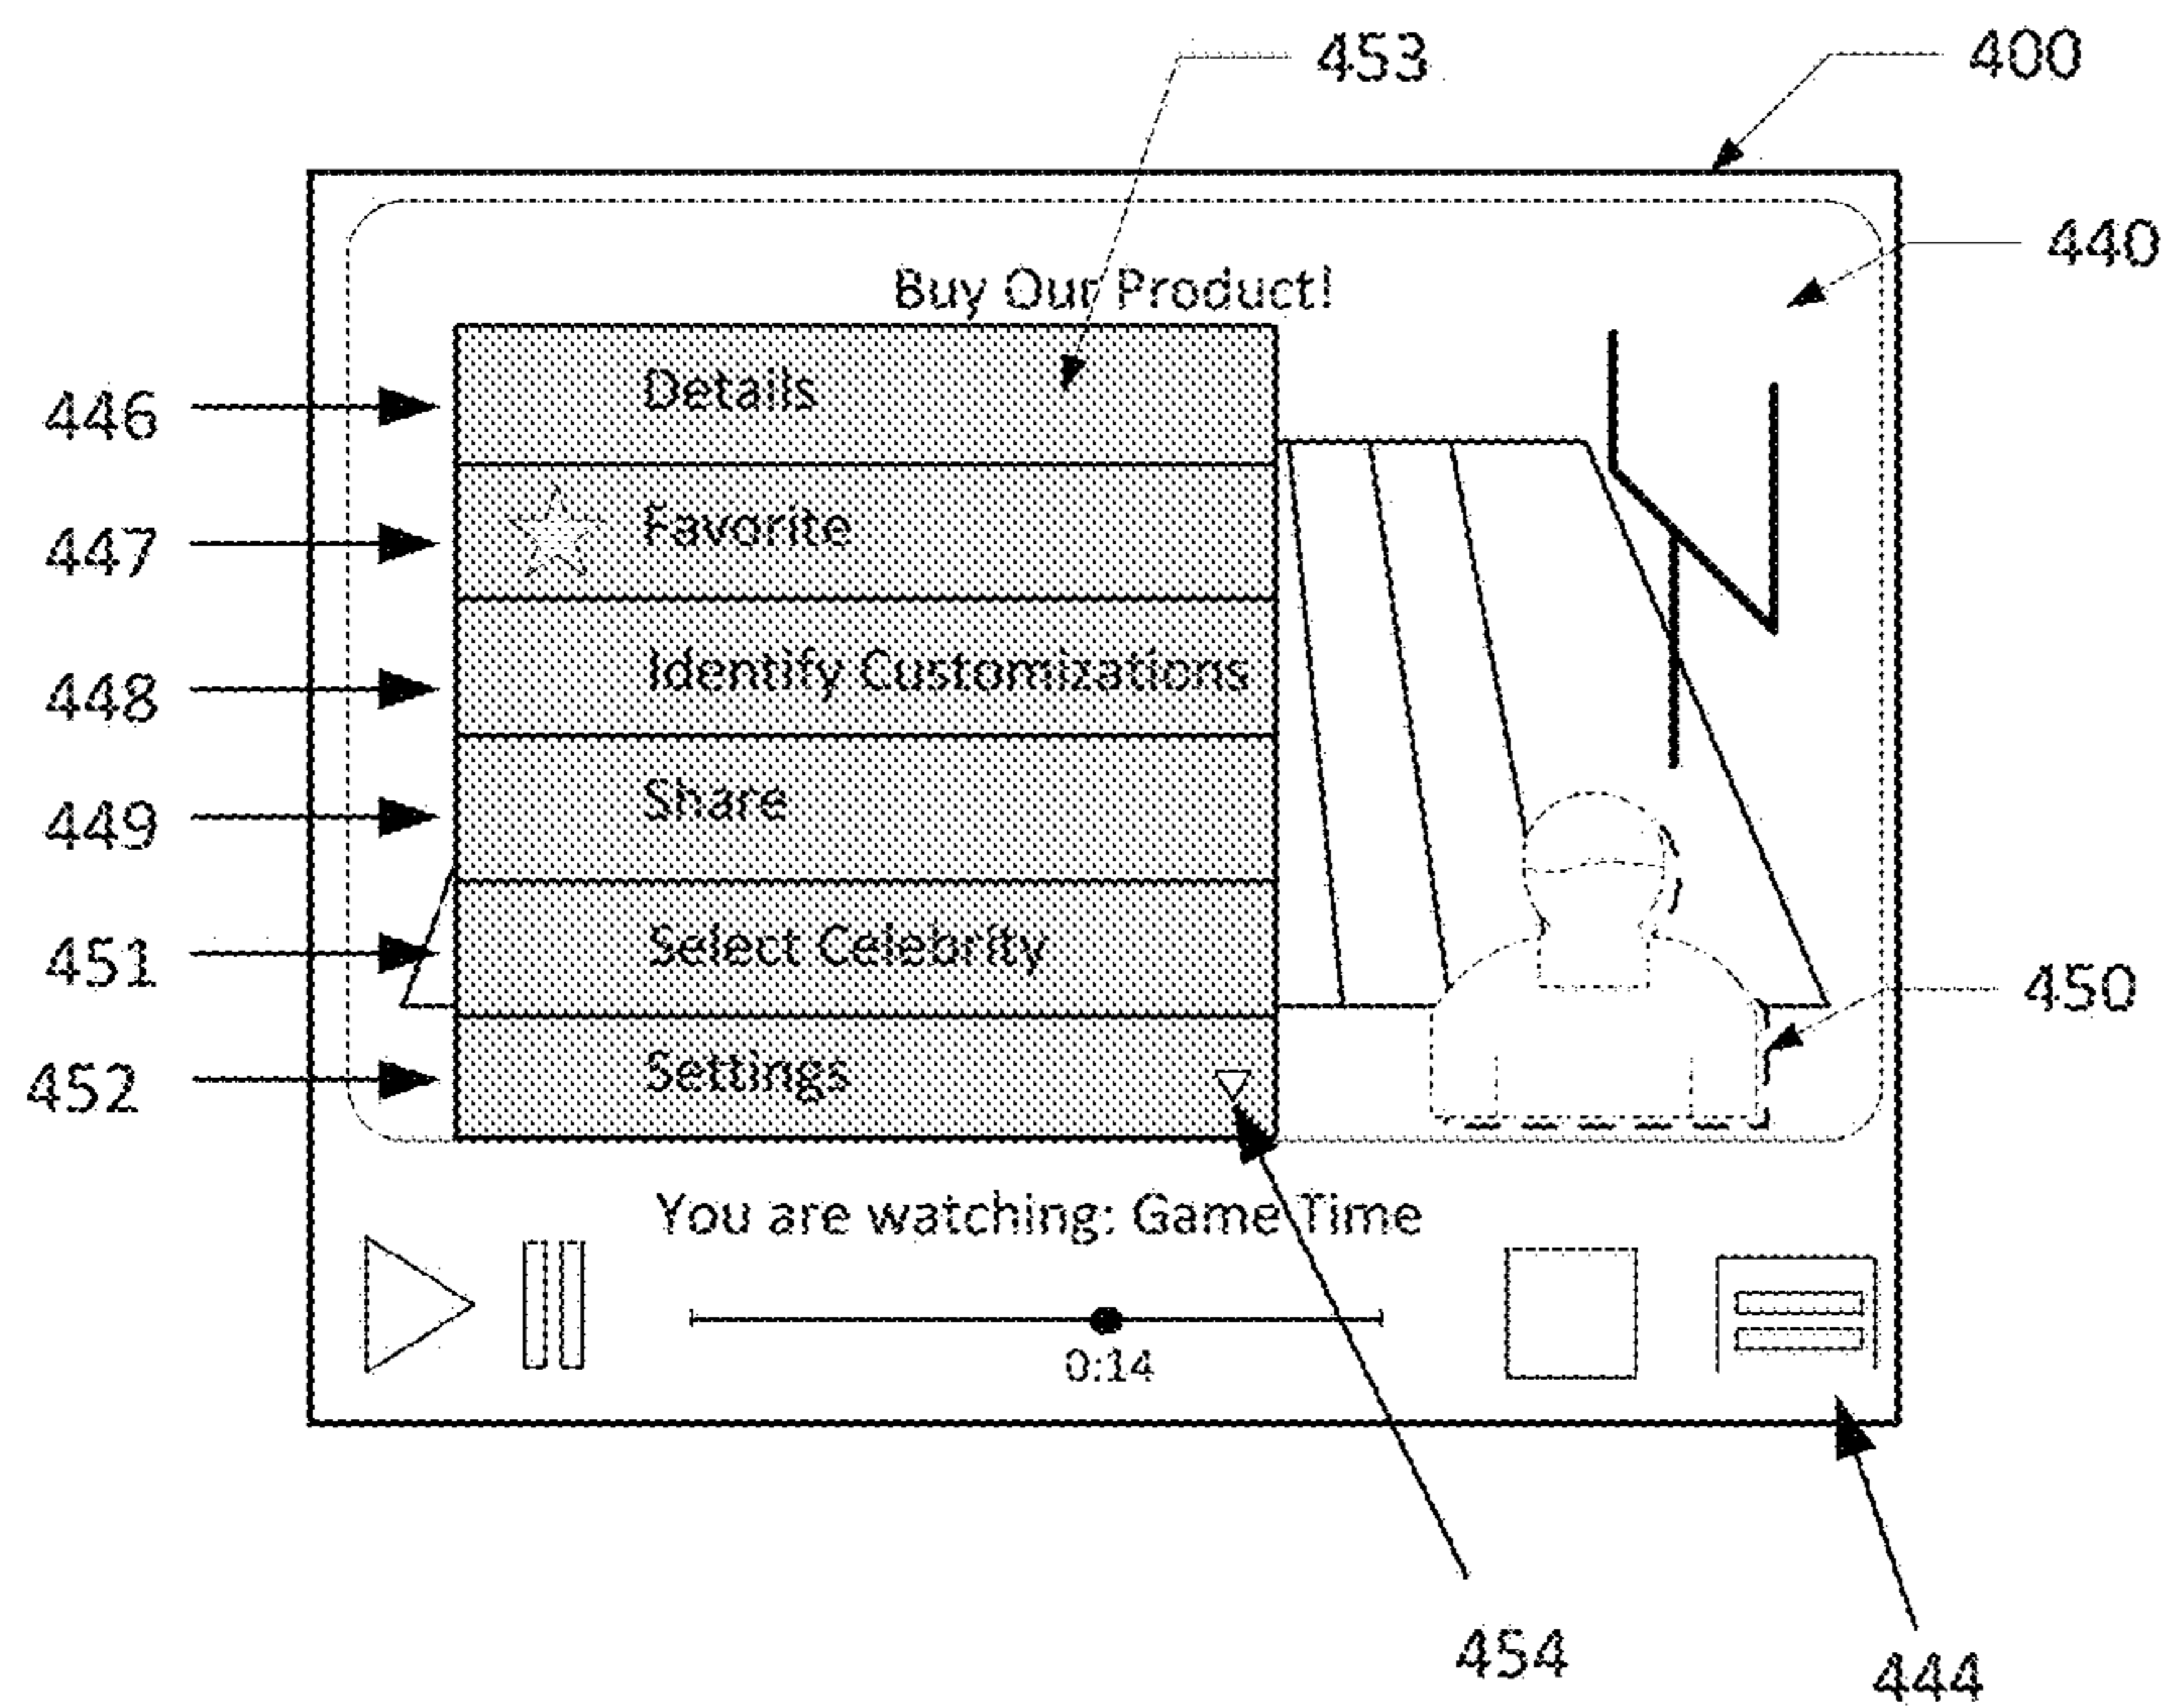 453
400
440
Buy Our Product!
446
Details
447
Favorite
448
Identify Customizations
449
Share
451
Select Celebrity
450
452
Settings
You are watching: Game Time
0:14
454
444